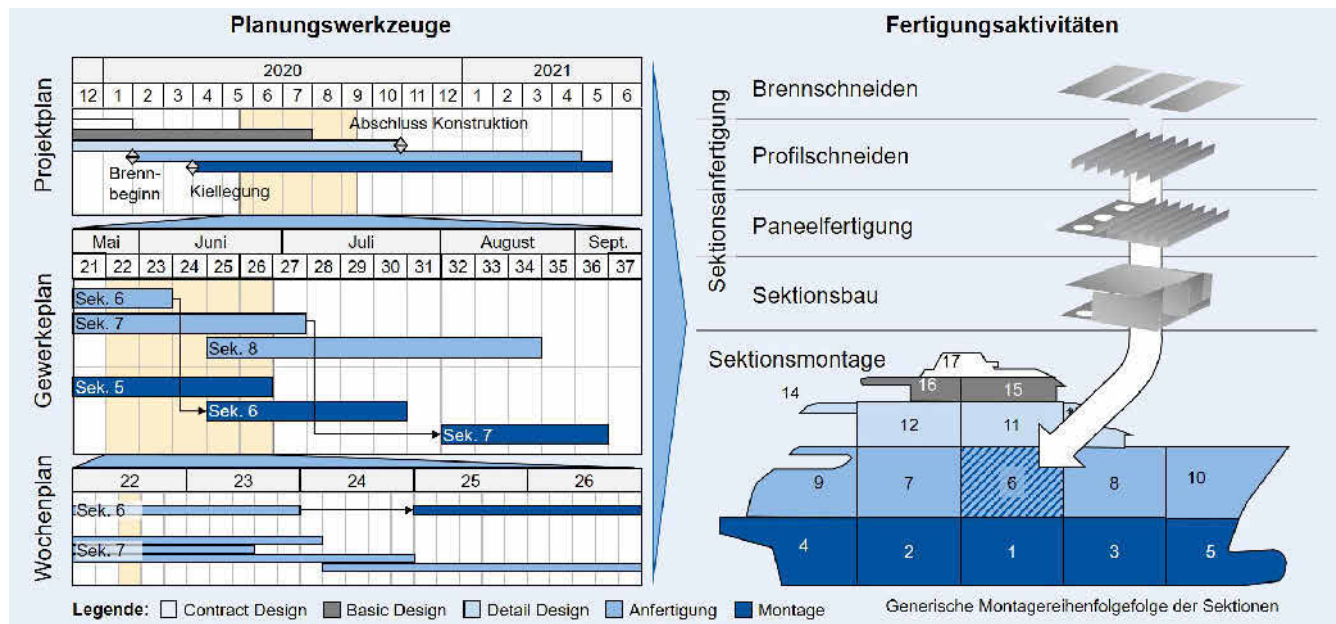 Planungswerkzeuge
Projektplan
2020 2021
12 1 2 3 4 5 6 7 8 9 10 11 12 1 2 3 4 5 6
Abschluss Konstruktion
Brenn-
beginn
Kiellegung
Gewerkeplan
Mai Juni Juli August Sept.
21 22 23 24 25 26 27 28 29 30 31 32 33 34 35 36 37
Sek. 6
Sek. 7
Sek. 8
Sek. 5
Sek. 6
Sek. 7
Wochenplan
22 23 24 25 26
Sek. 6
Sek. 7
Legende: Contract Design Basic Design Detail Design Anfertigung Montage
Fertigungsaktivitäten
Sektionsanfertigung
Brennschneiden
Profilschneiden
Paneelfertigung
Sektionsbau
Sektionsmontage
17
16 15
14
12 11
9 7 6 8 10
4 2 1 3 5
Generische Montagereihenfolgefolge der Sektionen